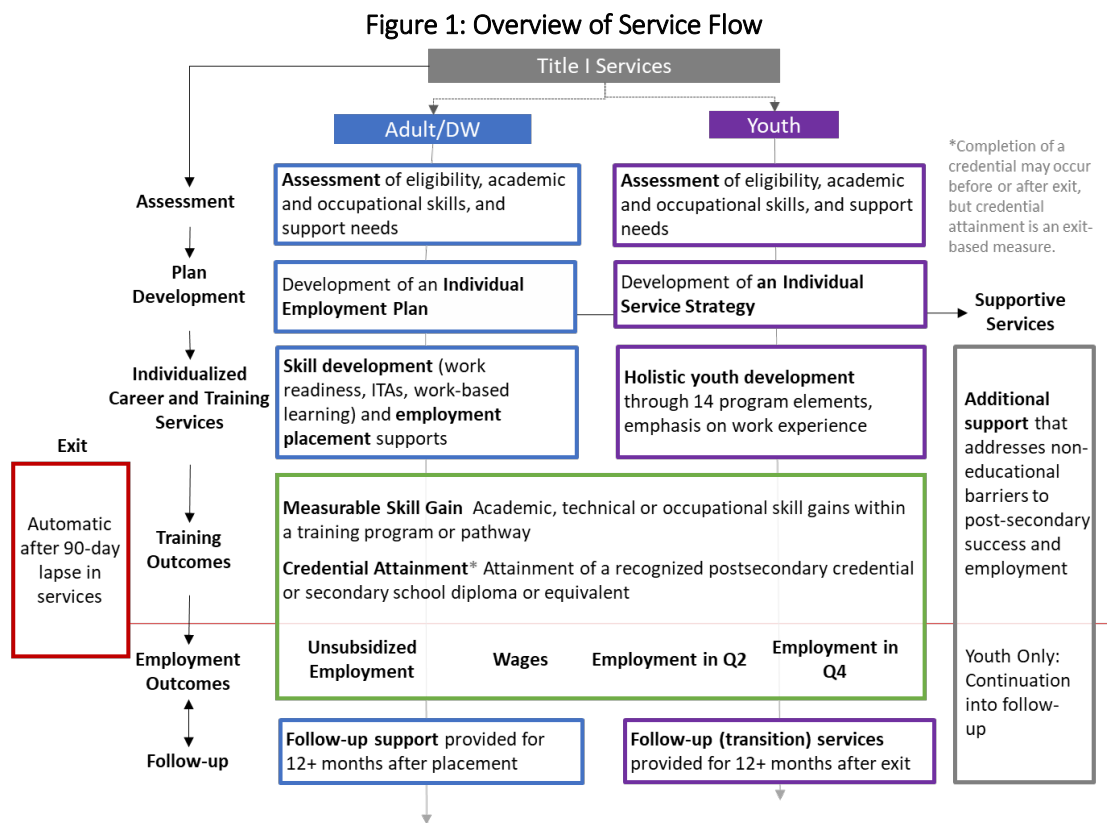 Figure 1: Overview of Service Flow
Title I Services
Adult/DW
Youth
*Completion of a
credential may occur
before or after exit,
but credential
attainment is an exit-
based measure.
Assessment
Assessment of eligibility, academic
and occupational skills, and
support needs
Assessment of eligibility, academic
and occupational skills, and support
needs
Plan
Development
Development of an Individual
Employment Plan
Development of an Individual
Service Strategy
Supportive
Services
Individualized
Career and Training
Services
Skill development (work
readiness, ITAs, work-based
learning) and employment
placement supports
Holistic youth development
through 14 program elements,
emphasis on work experience
Additional
support that
addresses non-
educational
barriers to
post-secondary
success and
employment
Exit
Automatic
after 90-day
lapse in
services
Training
Outcomes
Measurable Skill Gain Academic, technical or occupational skill gains within
a training program or pathway
Credential Attainment* Attainment of a recognized postsecondary credential
or secondary school diploma or equivalent
Employment
Outcomes
Unsubsidized
Employment
Wages
Employment in Q2
Employment in
Q4
Youth Only:
Continuation
into follow-
up
Follow-up
Follow-up support provided for
12+ months after placement
Follow-up (transition) services
provided for 12+ months after exit